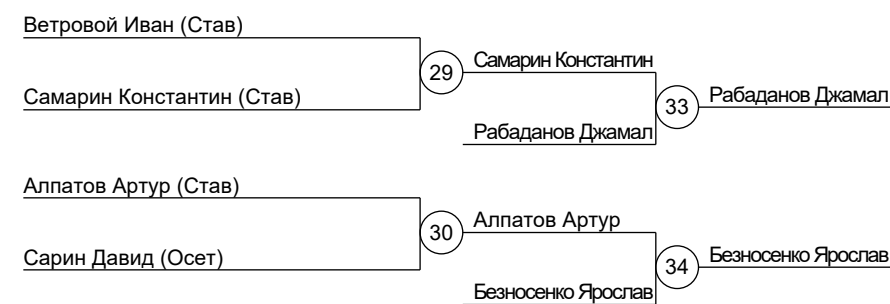 Ветровой Иван (Став)
29
Самарин Константин
Самарин Константин (Став)
33
Рабаданов Джамал
Рабаданов Джамал
Алпатов Артур (Став)
30
Алпатов Артур
Сарин Давид (Осет)
34
Безносенко Ярослав
Безносенко Ярослав